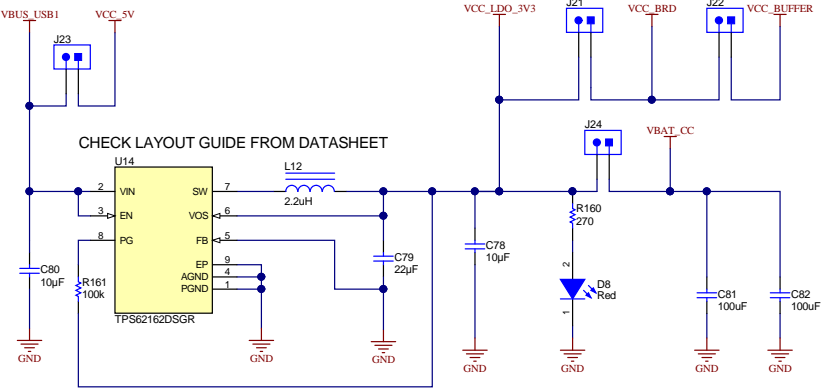 VBUS_USB1
VCC_5V
J23
VCC_LDO_3V3
J21
VCC_BRD
J22
VCC_BUFFER
CHECK LAYOUT GUIDE FROM DATASHEET
U14
2 VIN
3 EN
8 PG
SW 7
VOS 6
FB 5
EP 9
AGND 4
PGND 1
TPS62162DSGR
L12
2.2uH
J24
VBAT_CC
R160
270
C80
10µF
R161
100k
C79
22µF
C78
10µF
2
D8
Red
1
C81
100uF
C82
100uF
GND
GND
GND
GND
GND
GND
GND